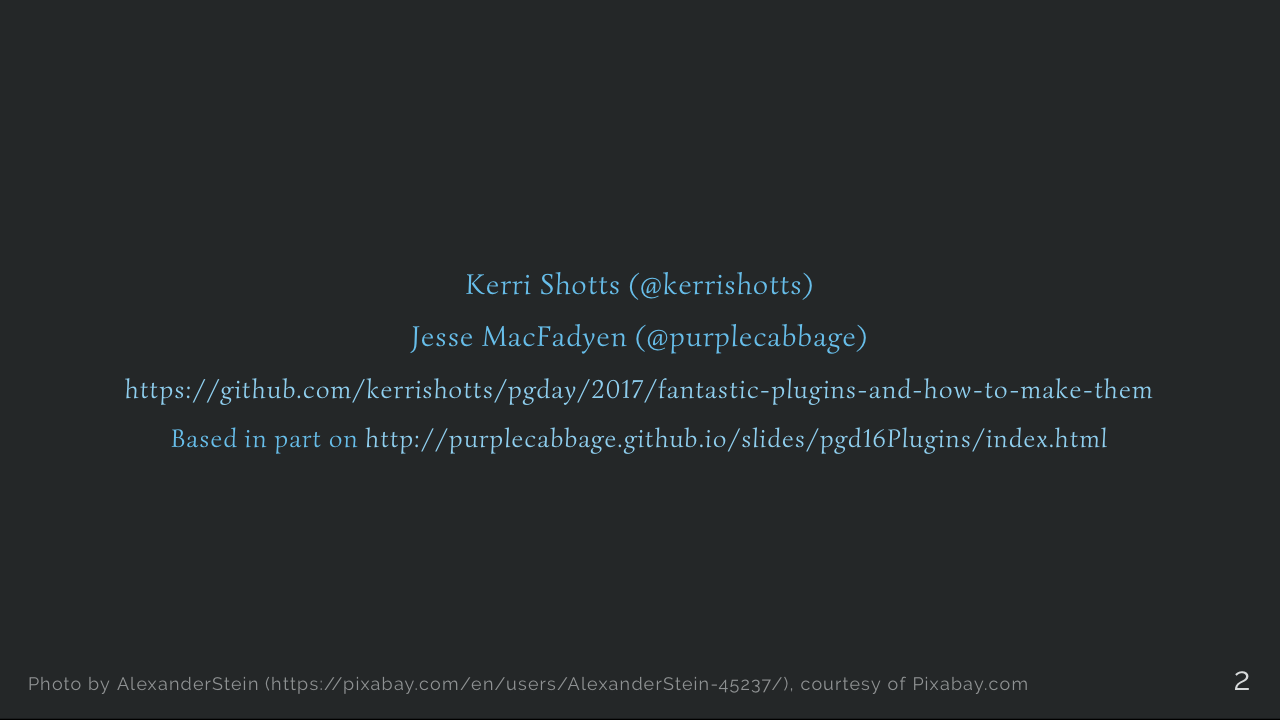 Kerri Shotts (@kerrishotts)
Jesse MacFadyen (@purplecabbage)
https://github.com/kerrishotts/pgday/2017/fantastic-plugins-and-how-to-make-them
Based in part on http://purplecabbage.github.io/slides/pgd16Plugins/index.html
Photo by AlexanderStein (https://pixabay.com/en/users/AlexanderStein-45237/), courtesy of Pixabay.com
2